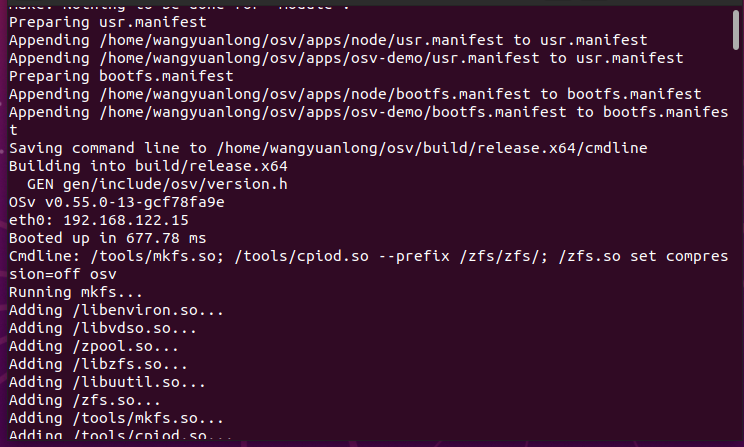 make: Nothing to be done for 'module'.
Preparing usr.manifest
Appending /home/wangyuanlong/osv/apps/node/usr.manifest to usr.manifest
Appending /home/wangyuanlong/osv/apps/osv-demo/usr.manifest to usr.manifest
Preparing bootfs.manifest
Appending /home/wangyuanlong/osv/apps/node/bootfs.manifest to bootfs.manifest
Appending /home/wangyuanlong/osv/apps/osv-demo/bootfs.manifest to bootfs.manifes
t
Saving command line to /home/wangyuanlong/osv/build/release.x64/cmdline
Building into build/release.x64
  GEN gen/include/osv/version.h
OSv v0.55.0-13-gcf78fa9e
eth0: 192.168.122.15
Booted up in 677.78 ms
Cmdline: /tools/mkfs.so; /tools/cpiod.so --prefix /zfs/zfs/; /zfs.so set compres
sion=off osv
Running mkfs...
Adding /libenviron.so...
Adding /libvdso.so...
Adding /zpool.so...
Adding /libzfs.so...
Adding /libuutil.so...
Adding /zfs.so...
Adding /tools/mkfs.so...
Adding /tools/cpiod.so...